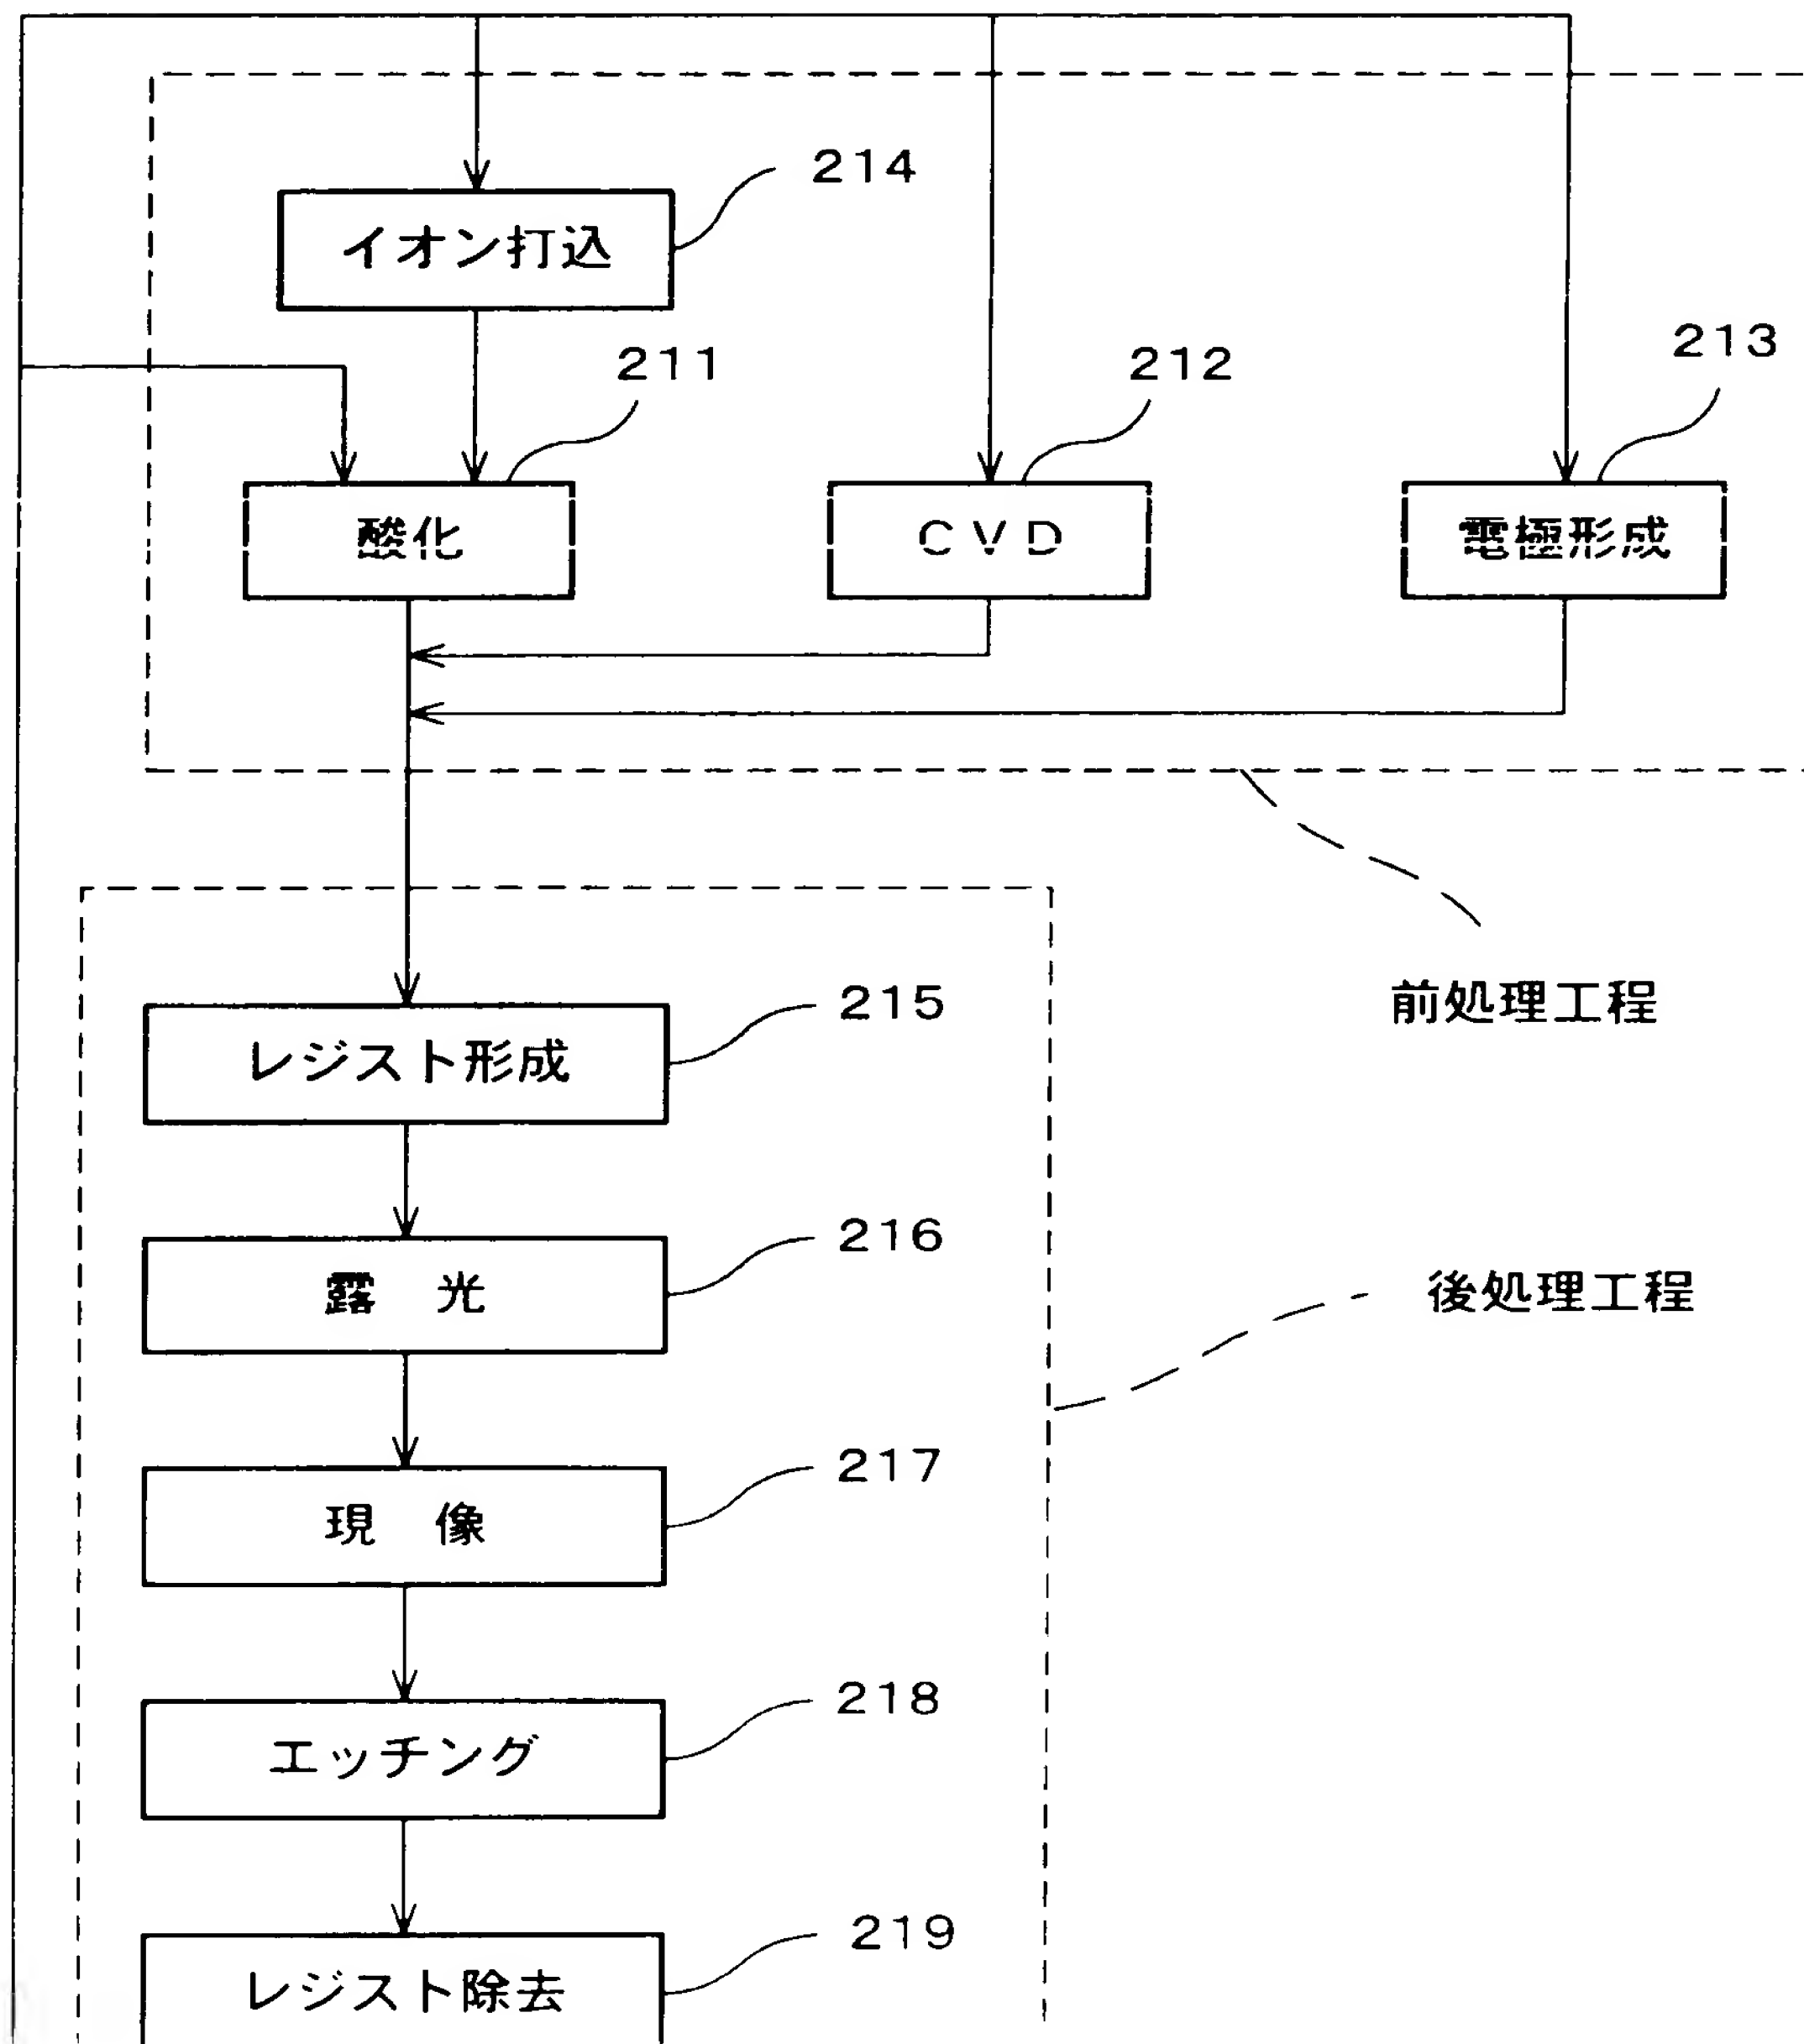 214
イオン打込
213
211
212
酸化
CVD
電極形成
前処理工程
215
レジスト形成
216
露 光
後処理工程
217
現 像
218
エッチング
219
レジスト除去